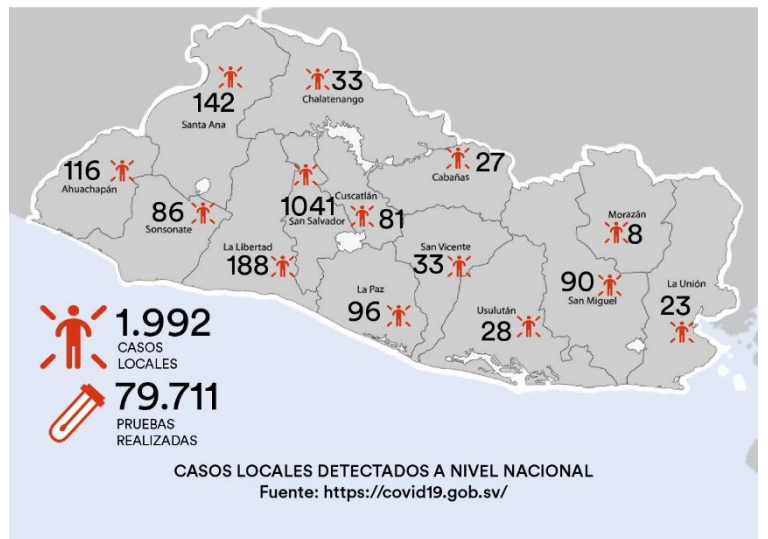 33
Chalatenango
142
Santa Ana
116
Ahuachapán
27
Cabañas
86
Sonsonate
1041
San Salvador
Cuscatlán
81
Morazán
8
La Libertad
188
San Vicente
33
La Paz
96
Usulután
28
90
San Miguel
La Unión
23
1.992
CASOS
LOCALES
79.711
PRUEBAS
REALIZADAS
CASOS LOCALES DETECTADOS A NIVEL NACIONAL
Fuente: https://covid19.gob.sv/